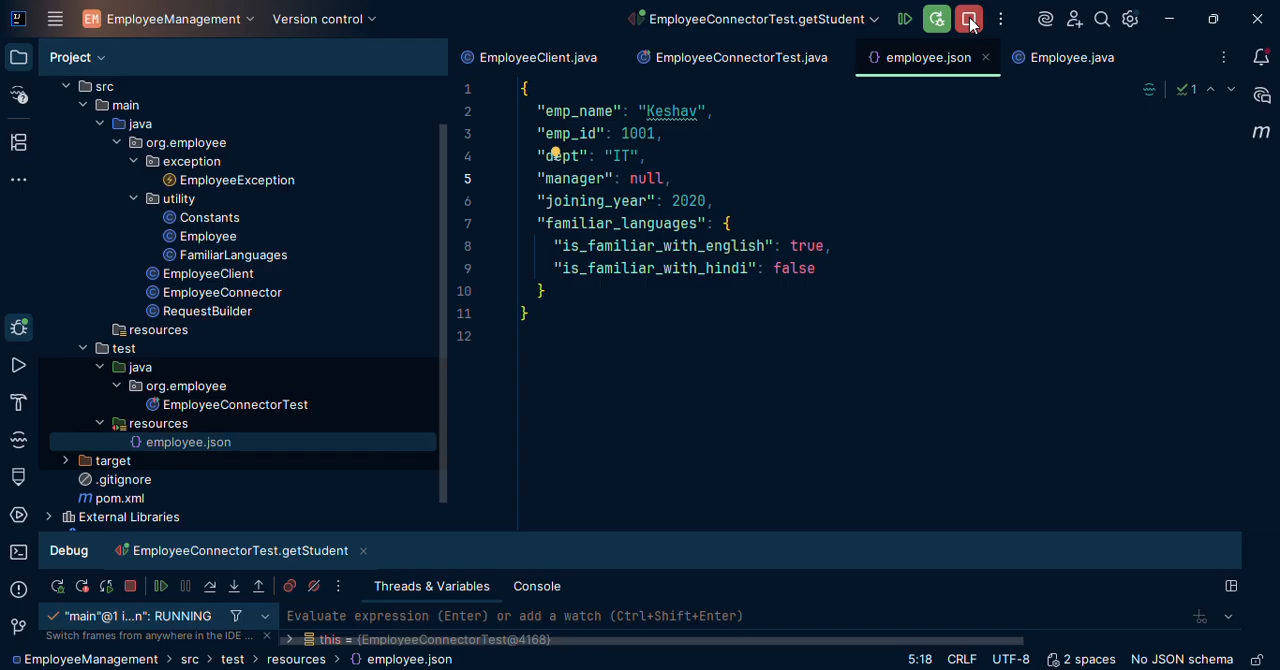 EM EmployeeManagement Version control EmployeeConnectorTest.getStudent
Project
EmployeeClient.java EmployeeConnectorTest.java {} employee.json Employee.java
src
main
java
org.employee
exception
EmployeeException
utility
Constants
Employee
FamiliarLanguages
EmployeeClient
EmployeeConnector
RequestBuilder
resources
test
java
org.employee
EmployeeConnectorTest
resources
{} employee.json
target
.gitignore
m pom.xml
External Libraries
1 {
2 "emp_name": "Keshav",
3 "emp_id": 1001,
4 "dept": "IT",
5 "manager": null,
6 "joining_year": 2020,
7 "familiar_languages": {
8 "is_familiar_with_english": true,
9 "is_familiar_with_hindi": false
10 }
11 }
12
1
m
Debug EmployeeConnectorTest.getStudent
Threads & Variables Console
"main"@1 i...n": RUNNING
Evaluate expression (Enter) or add a watch (Ctrl+Shift+Enter)
Switch frames from anywhere in the IDE ...
this = {EmployeeConnectorTest@4168}
EmployeeManagement > src > test > resources > {} employee.json 5:18 CRLF UTF-8 2 spaces No JSON schema